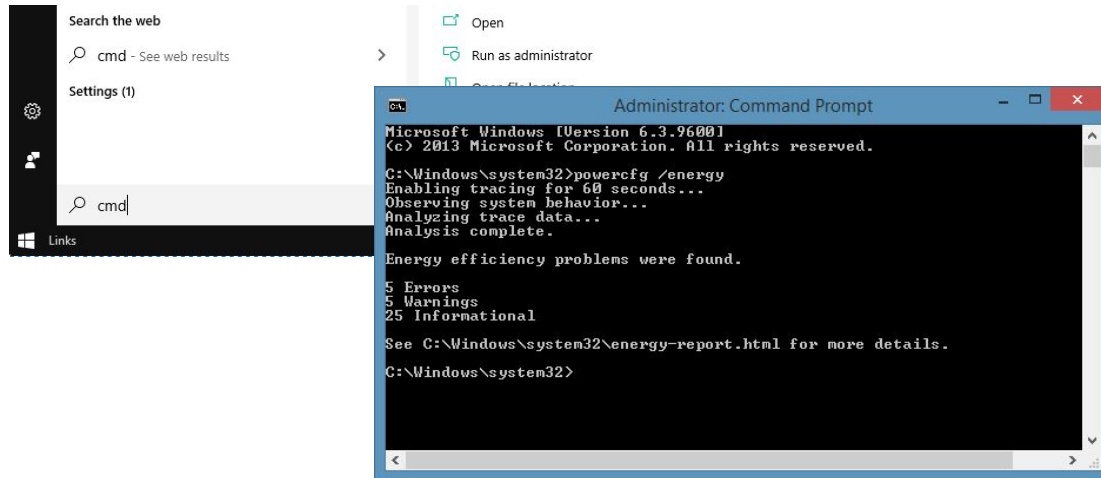 Search the web
cmd - See web results
Settings (1)
cmd
Links
Open
Run as administrator
Open file location
Administrator: Command Prompt
Microsoft Windows [Version 6.3.9600]
(c) 2013 Microsoft Corporation. All rights reserved.
C:\Windows\system32>powercfg /energy
Enabling tracing for 60 seconds...
Observing system behavior...
Analyzing trace data...
Analysis complete.
Energy efficiency problems were found.
5 Errors
5 Warnings
25 Informational
See C:\Windows\system32\energy-report.html for more details.
C:\Windows\system32>